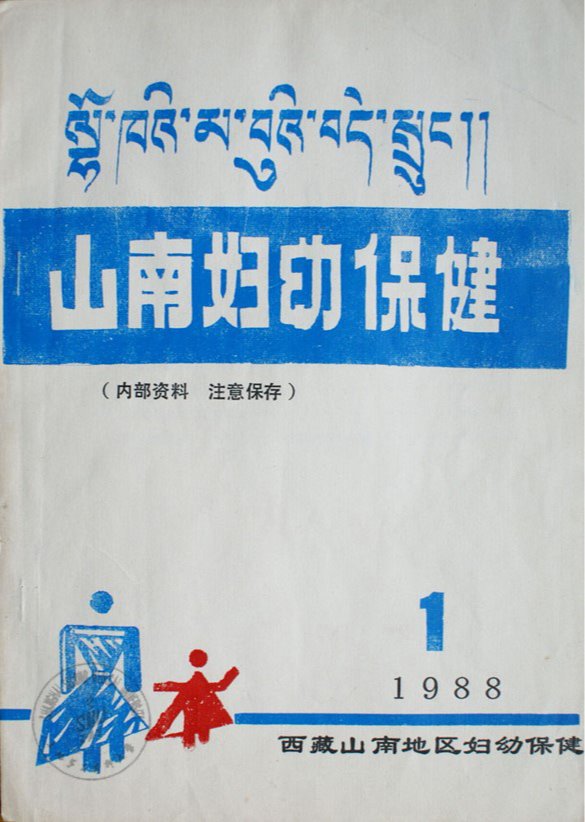 ལྷོ་ཁའི་མ་བུའི་བདེ་སྲུང།།
山南妇幼保健
（内部资料 注意保存）
1
1988
西藏山南地区妇幼保健